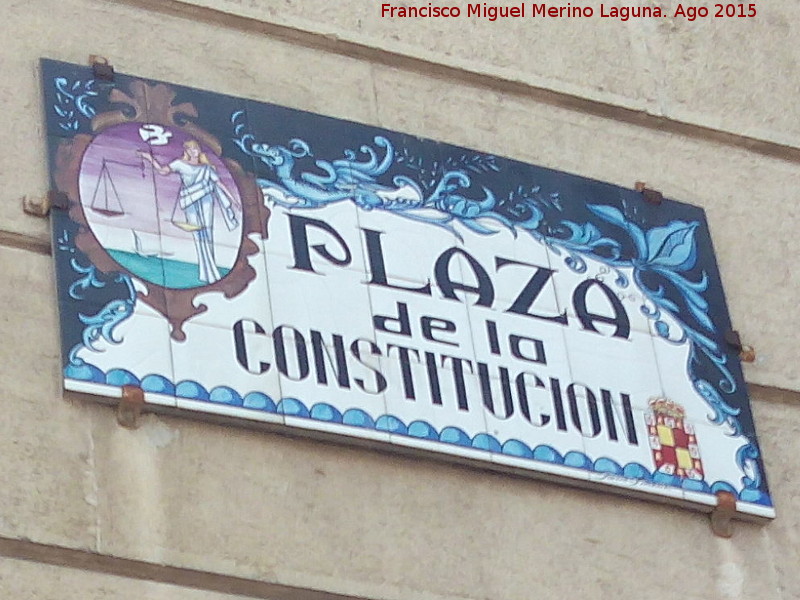 Francisco Miguel Merino Laguna. Ago 2015
PLAZA
de la
CONSTITUCION